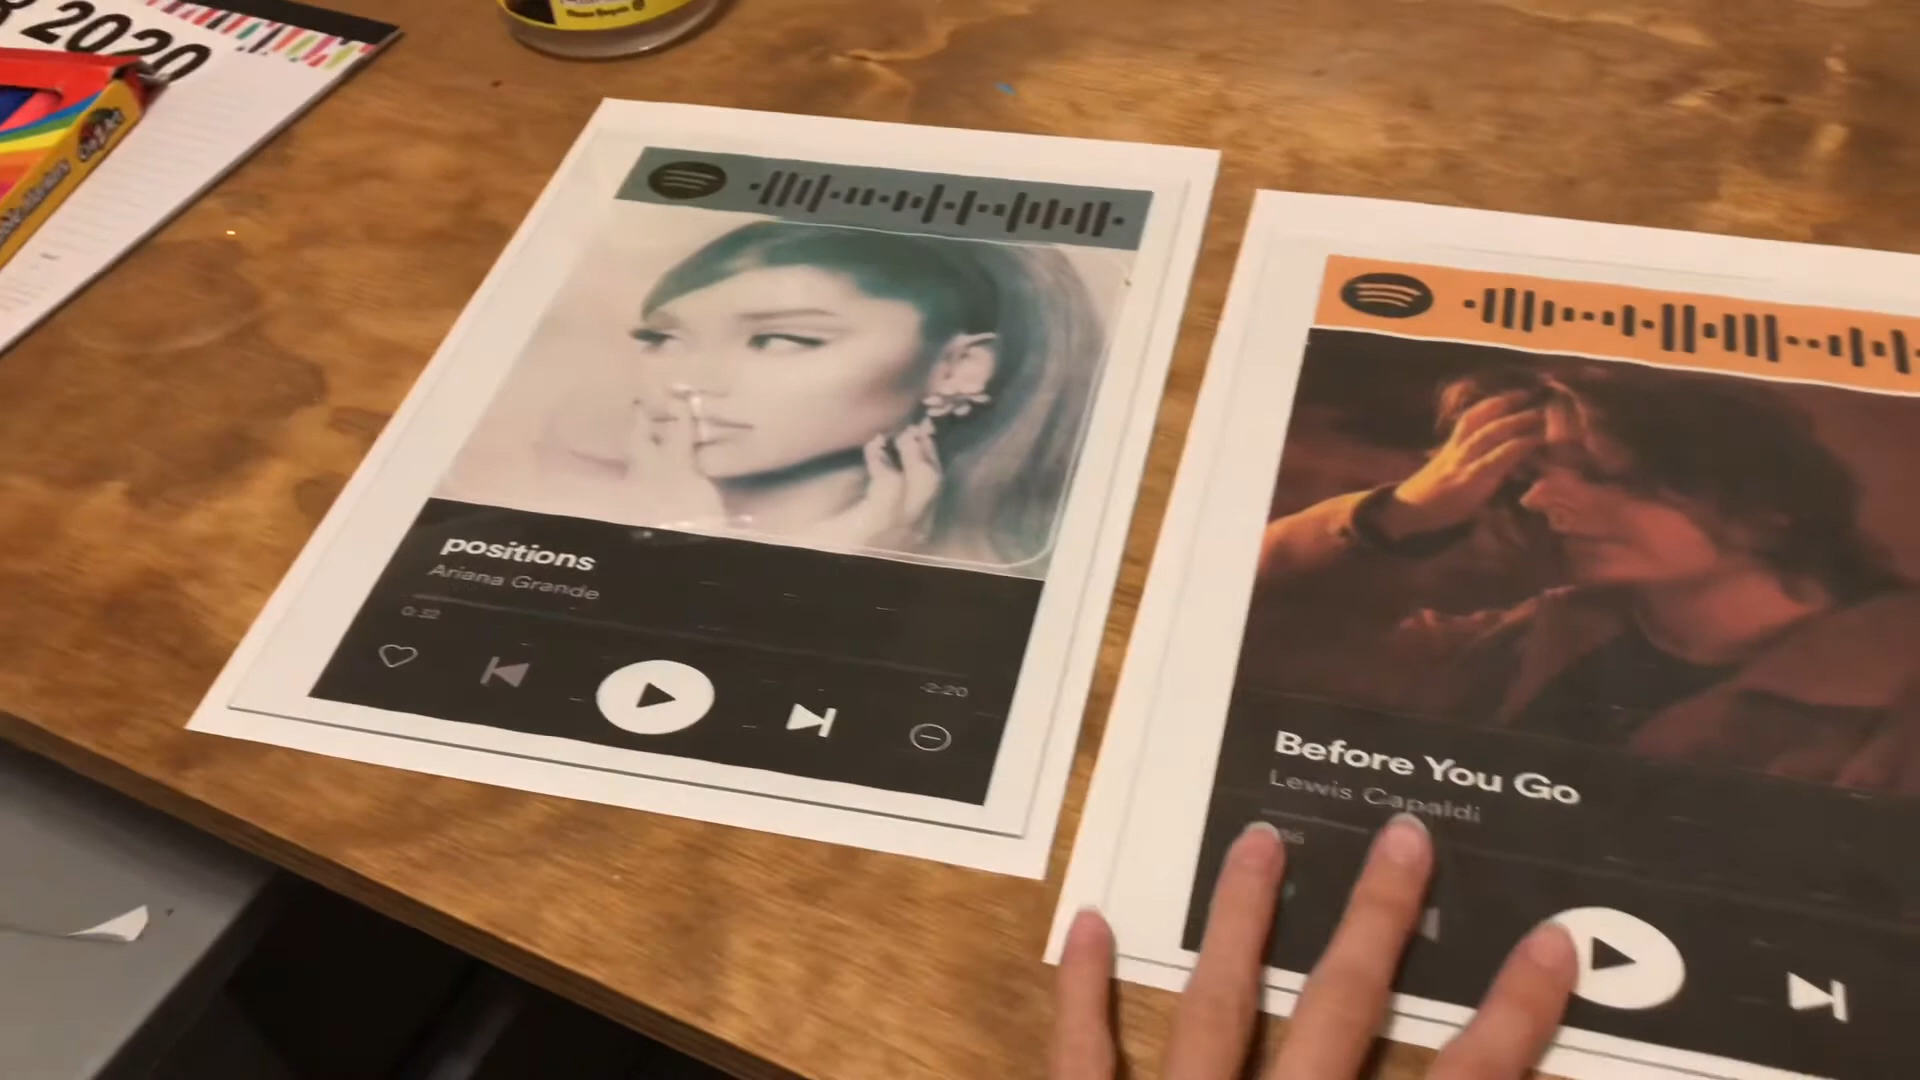 2020
positions
Ariana Grande
0:32
-2:20
Before You Go
Lewis Capaldi